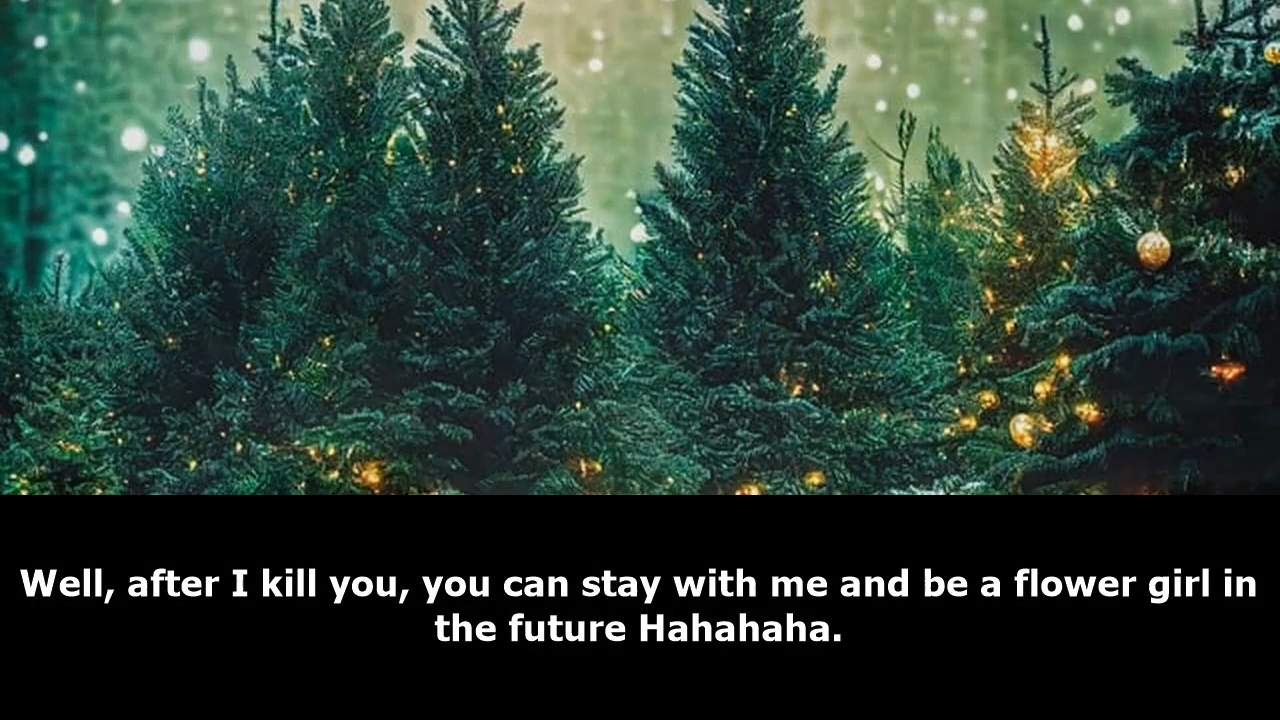 Well, after I kill you, you can stay with me and be a flower girl in
the future Hahahaha.